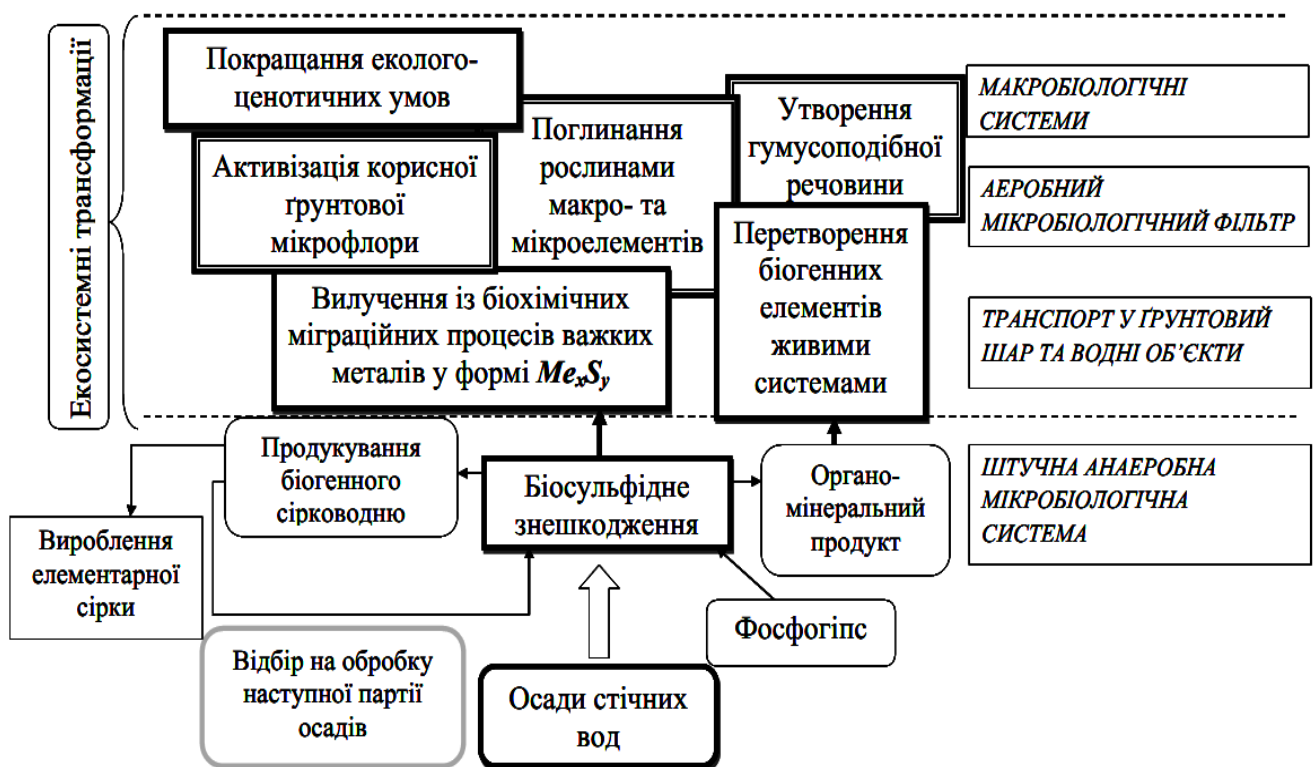 Екосистемні трансформації
Покращання еколого-
ценотичних умов
Активізація корисної
ґрунтової
мікрофлори
Поглинання
рослинами
макро- та
мікроелементів
Утворення
гумусоподібної
речовини
Вилучення із біохімічних
міграційних процесів важких
металів у формі MeₓSᵧ
Перетворення
біогенних
елементів
живими
системами
МАКРОБІОЛОГІЧНІ
СИСТЕМИ
АЕРОБНИЙ
МІКРОБІОЛОГІЧНИЙ ФІЛЬТР
ТРАНСПОРТ У ҐРУНТОВИЙ
ШАР ТА ВОДНІ ОБ’ЄКТИ
Продукування
біогенного
сірководню
Біосульфідне
знешкодження
Органо-
мінеральний
продукт
ШТУЧНА АНАЕРОБНА
МІКРОБІОЛОГІЧНА
СИСТЕМА
Вироблення
елементарної
сірки
Фосфогіпс
Відбір на обробку
наступної партії
осадів
Осади стічних
вод